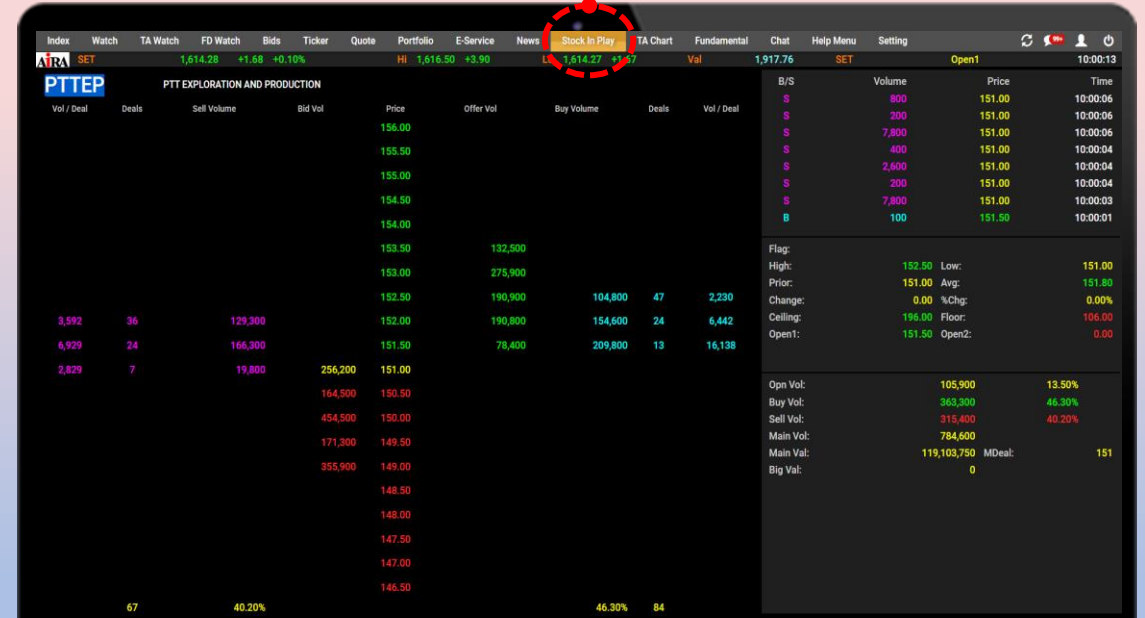 Index Watch TA Watch FD Watch Bids Ticker Quote Portfolio E-Service News Stock In Play TA Chart Fundamental Chat Help Menu Setting 99+
AIRA SET 1,614.28 +1.68 +0.10% Hi 1,616.50 +3.90 1,614.27 Val 1,917.76 SET Open1 10:00:13
PTTEP PTT EXPLORATION AND PRODUCTION
Vol / Deal Deals Sell Volume Bid Vol Price Offer Vol Buy Volume Deals Vol / Deal
156.00
155.50
155.00
154.50
154.00
153.50 132,500
153.00 275,900
152.50 190,900 104,800 47 2,230
3,592 36 129,300 152.00 190,800 154,600 24 6,442
6,929 24 166,300 151.50 78,400 209,800 13 16,138
2,829 7 19,800 256,200 151.00
164,500 150.50
454,500 150.00
171,300 149.50
355,900 149.00
148.50
148.00
147.50
147.00
146.50
67 40.20% 46.30% 84
B/S Volume Price Time
S 800 151.00 10:00:06
S 200 151.00 10:00:06
S 7,800 151.00 10:00:06
S 400 151.00 10:00:04
S 2,600 151.00 10:00:04
S 200 151.00 10:00:04
S 7,800 151.00 10:00:03
B 100 151.50 10:00:01
Flag:
High: 152.50 Low: 151.00
Prior: 151.00 Avg: 151.80
Change: 0.00 %Chg: 0.00%
Ceiling: 196.00 Floor: 106.00
Open1: 151.50 Open2: 0.00
Opn Vol: 105,900 13.50%
Buy Vol: 363,300 46.30%
Sell Vol: 315,400 40.20%
Main Vol: 784,600
Main Val: 119,103,750 MDeal: 151
Big Val: 0